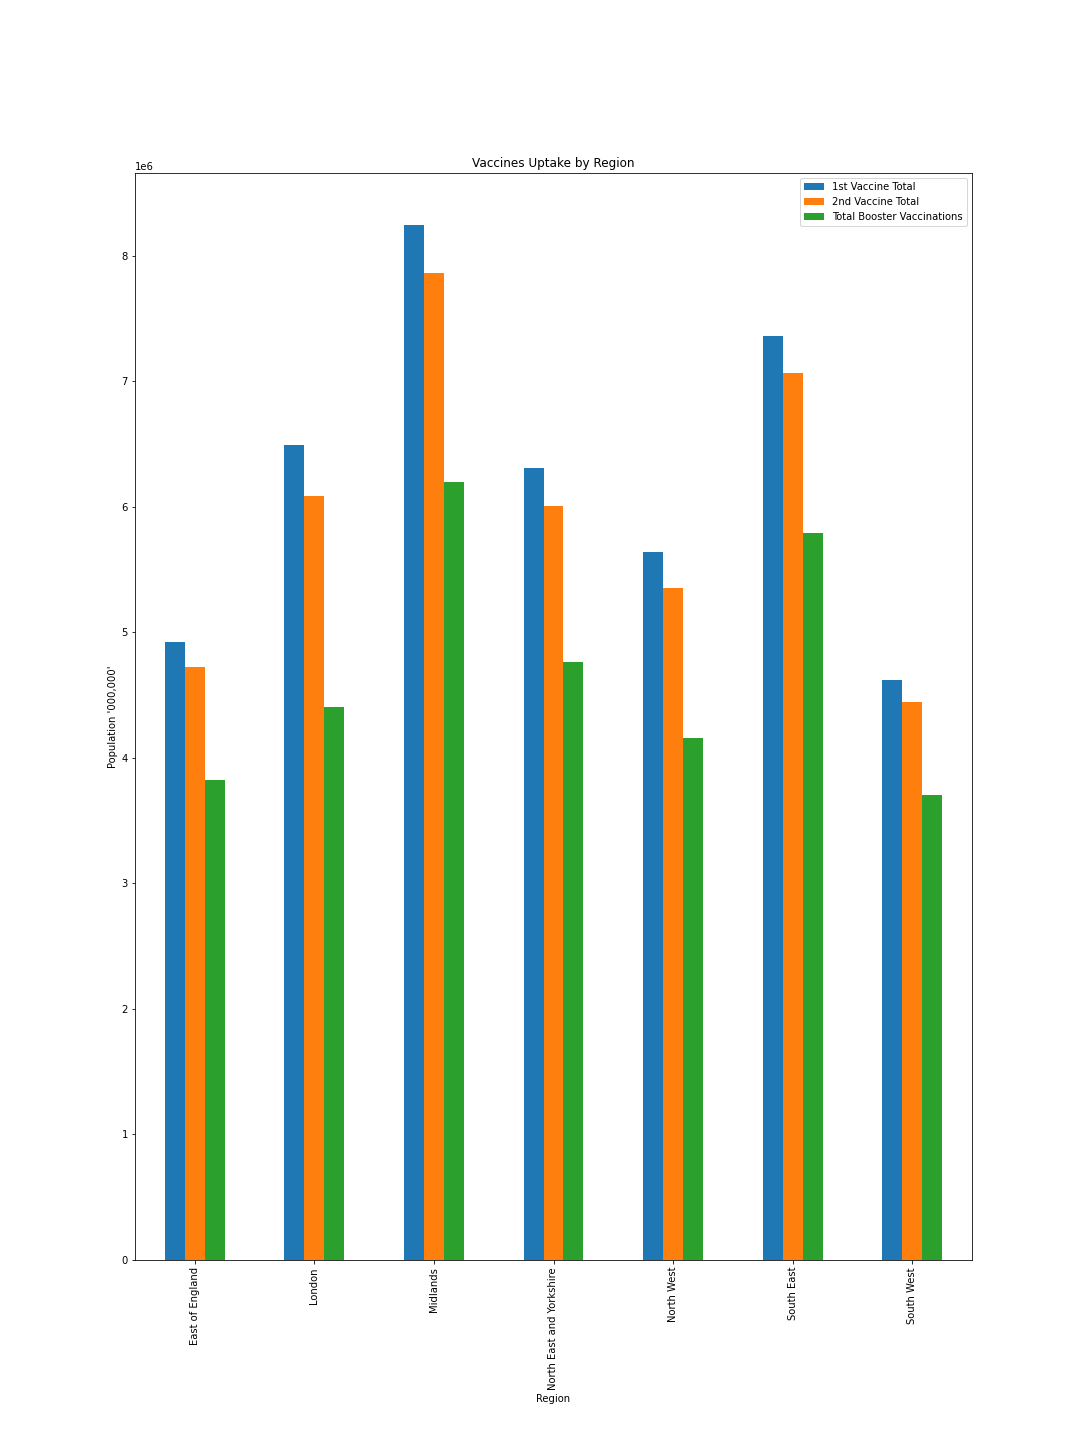 Vaccines Uptake by Region
1e6
1st Vaccine Total
2nd Vaccine Total
Total Booster Vaccinations
8
7
6
5
4
3
2
1
0
Population '000,000'
East of England
London
Midlands
North East and Yorkshire
North West
South East
South West
Region